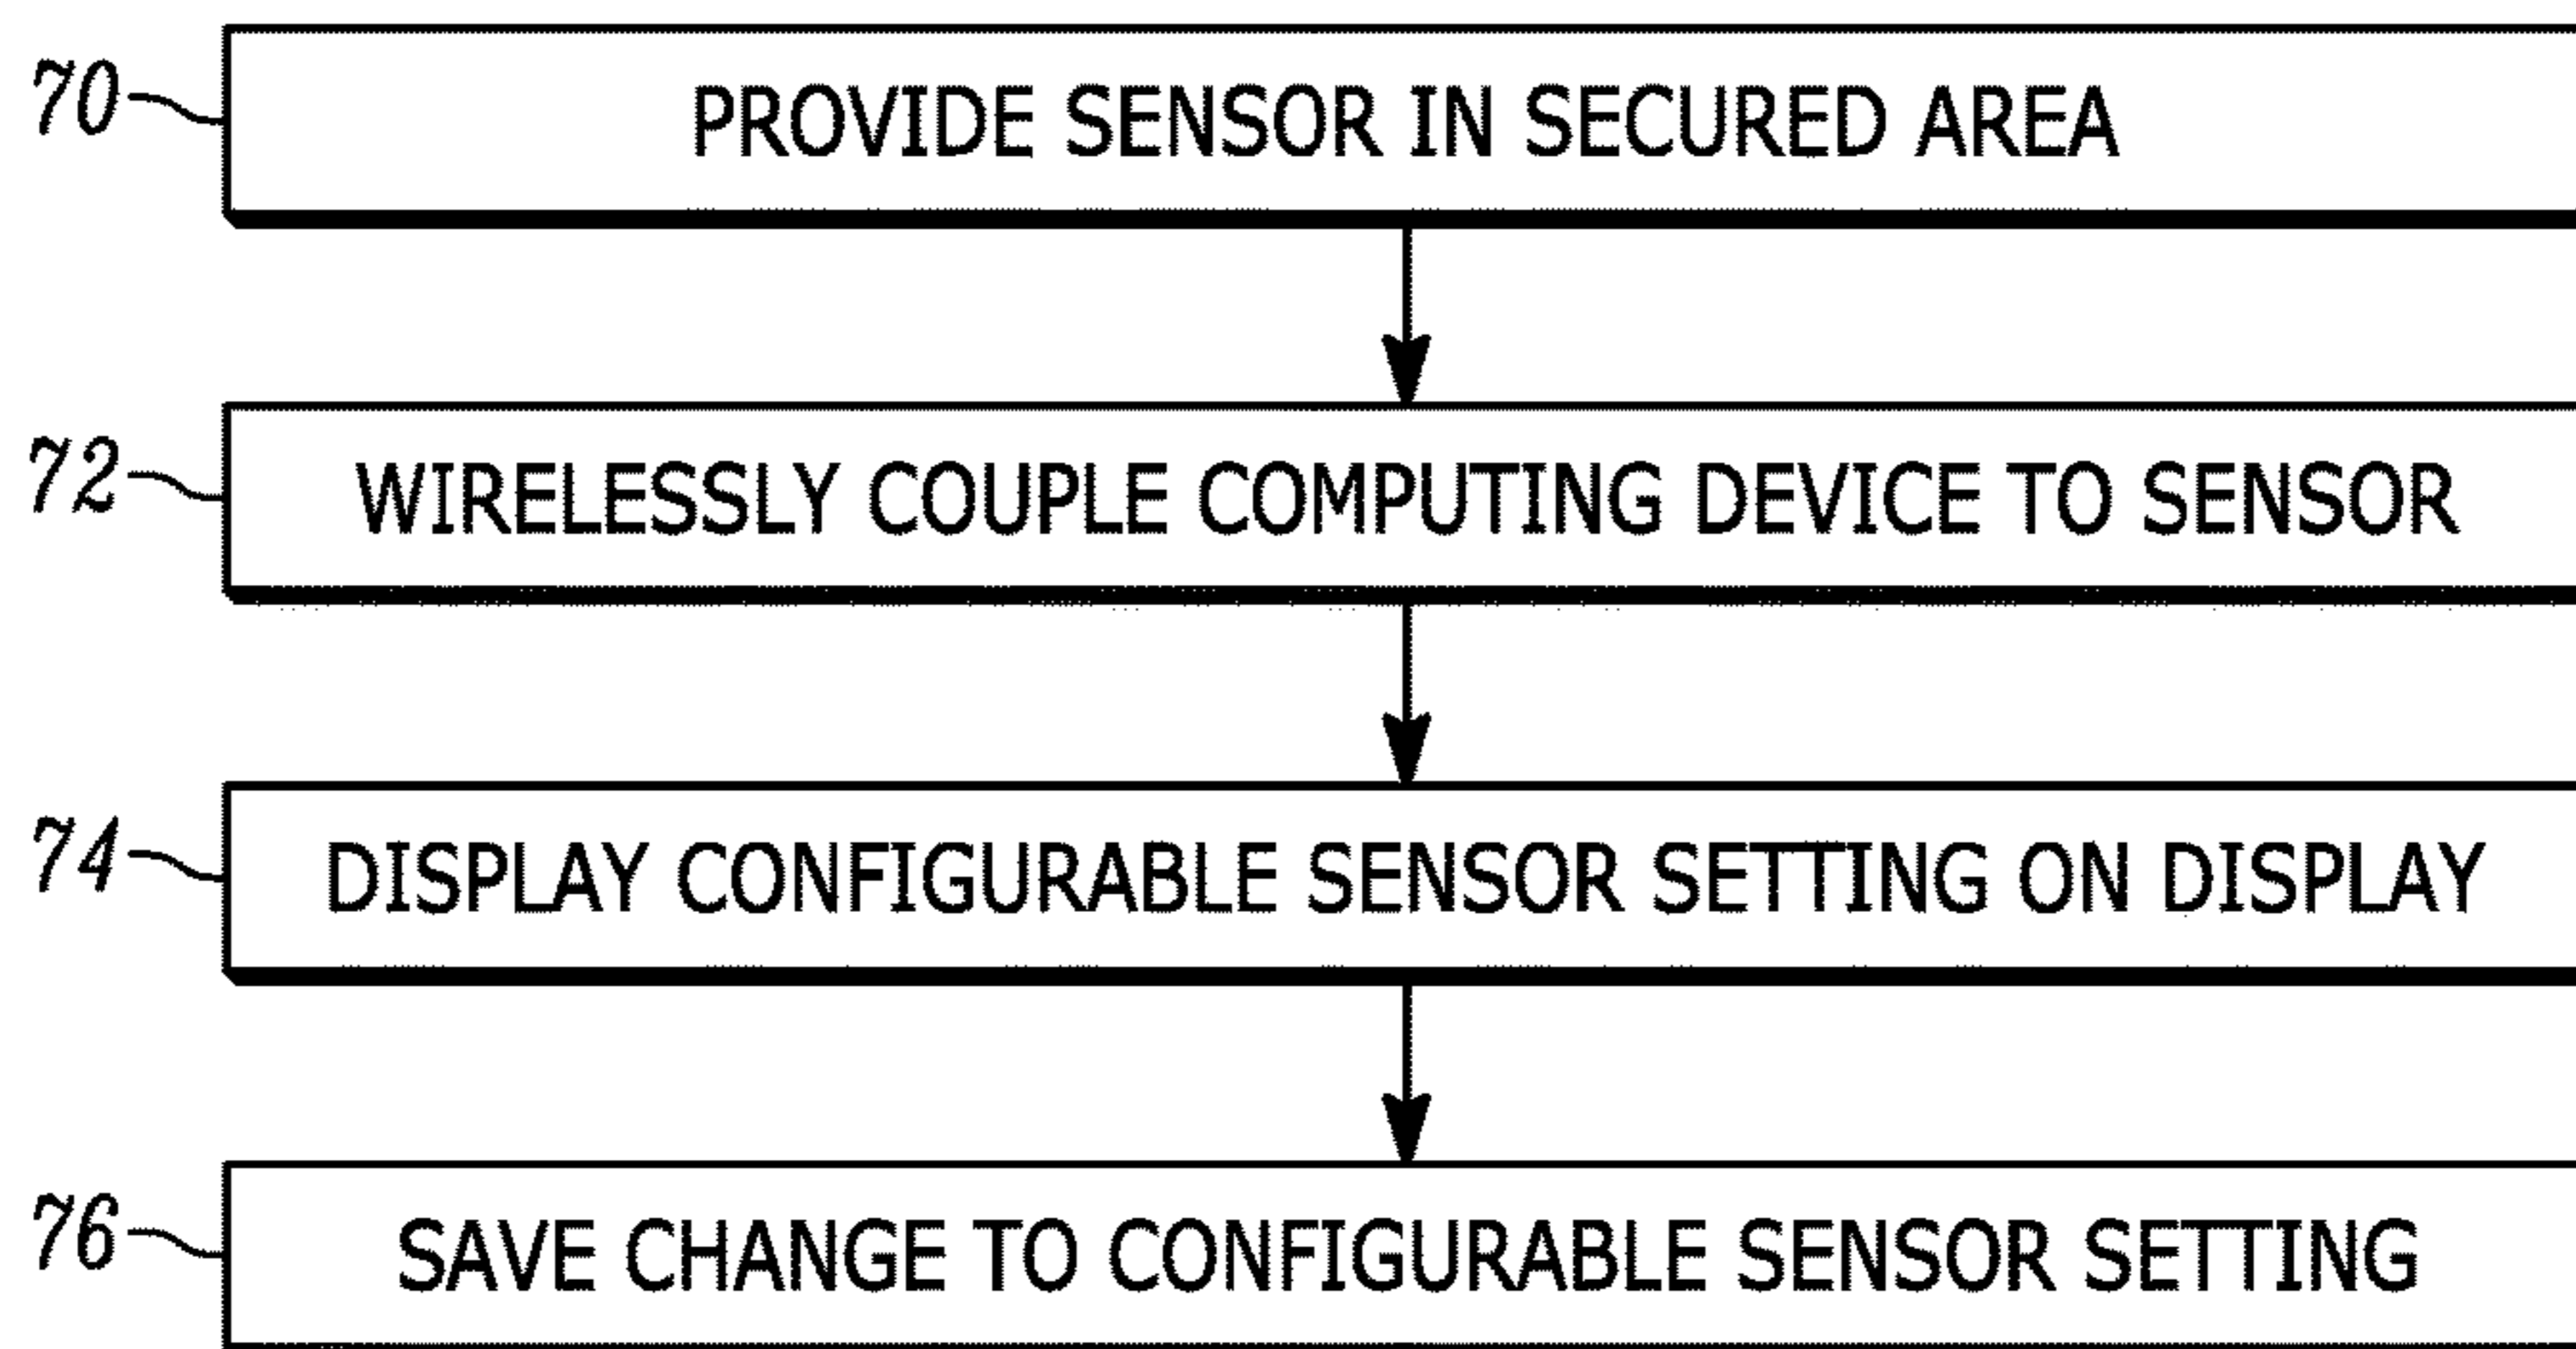 70 PROVIDE SENSOR IN SECURED AREA
72 WIRELESSLY COUPLE COMPUTING DEVICE TO SENSOR
74 DISPLAY CONFIGURABLE SENSOR SETTING ON DISPLAY
76 SAVE CHANGE TO CONFIGURABLE SENSOR SETTING